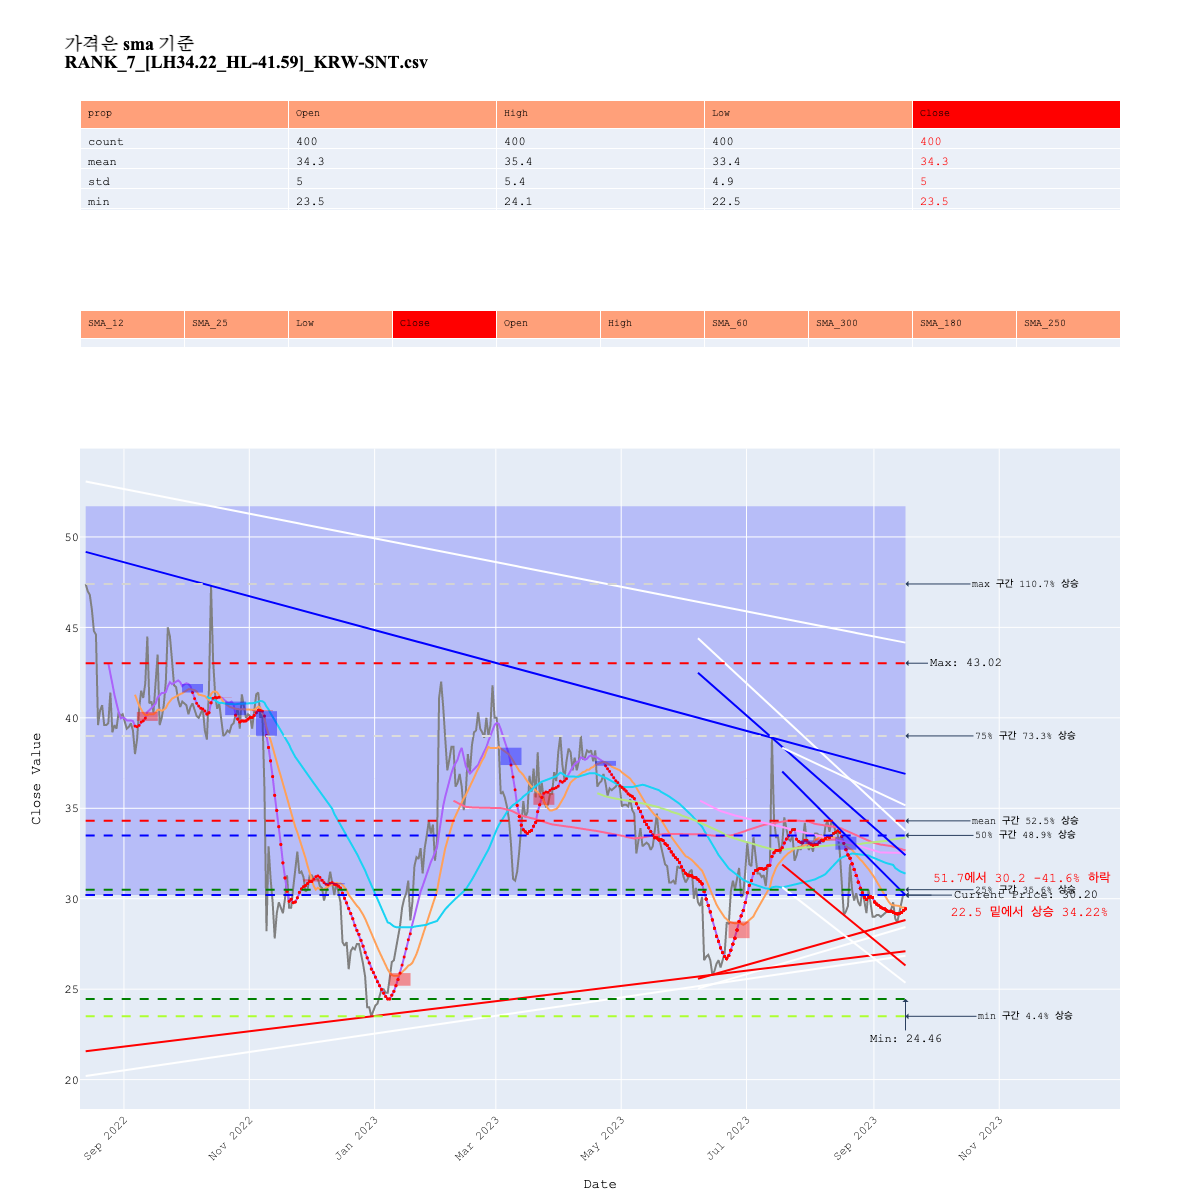 가격은 sma 기준
RANK_7_[LH34.22_HL-41.59]_KRW-SNT.csv
prop Open High Low Close
count 400 400 400 400
mean 34.3 35.4 33.4 34.3
std 5 5.4 4.9 5
min 23.5 24.1 22.5 23.5
SMA_12 SMA_25 Low Close Open High SMA_60 SMA_300 SMA_180 SMA_250
50
max 구간 110.7% 상승
45
Max: 43.02
40
75% 구간 73.3% 상승
35
mean 구간 52.5% 상승
50% 구간 48.9% 상승
51.7에서 30.2 -41.6% 하락
25% 구간 35.6% 상승
Current Price: 30.20
30
22.5 밑에서 상승 34.22%
25
min 구간 4.4% 상승
Min: 24.46
20
Close Value
Sep 2022
Nov 2022
Jan 2023
Mar 2023
May 2023
Jul 2023
Sep 2023
Nov 2023
Date